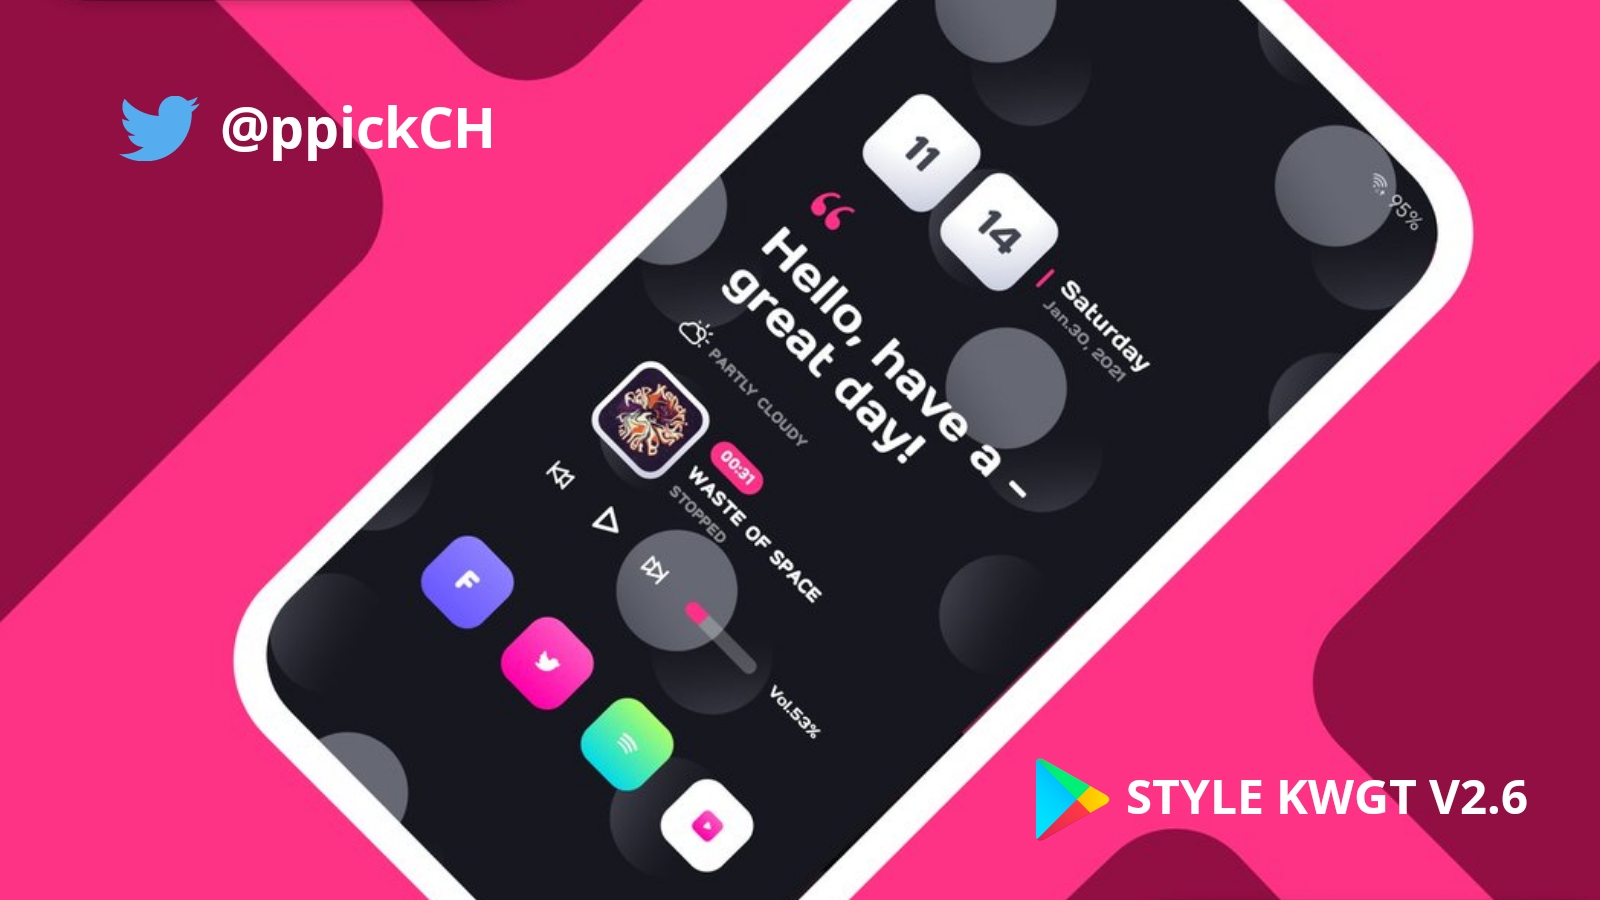 @ppickCH
95%
11
14
Saturday
Jan.30, 2021
“
Hello, have a -
great day!
PARTLY CLOUDY
00:31
WASTE OF SPACE
STOPPED
Vol.53%
F
STYLE KWGT V2.6